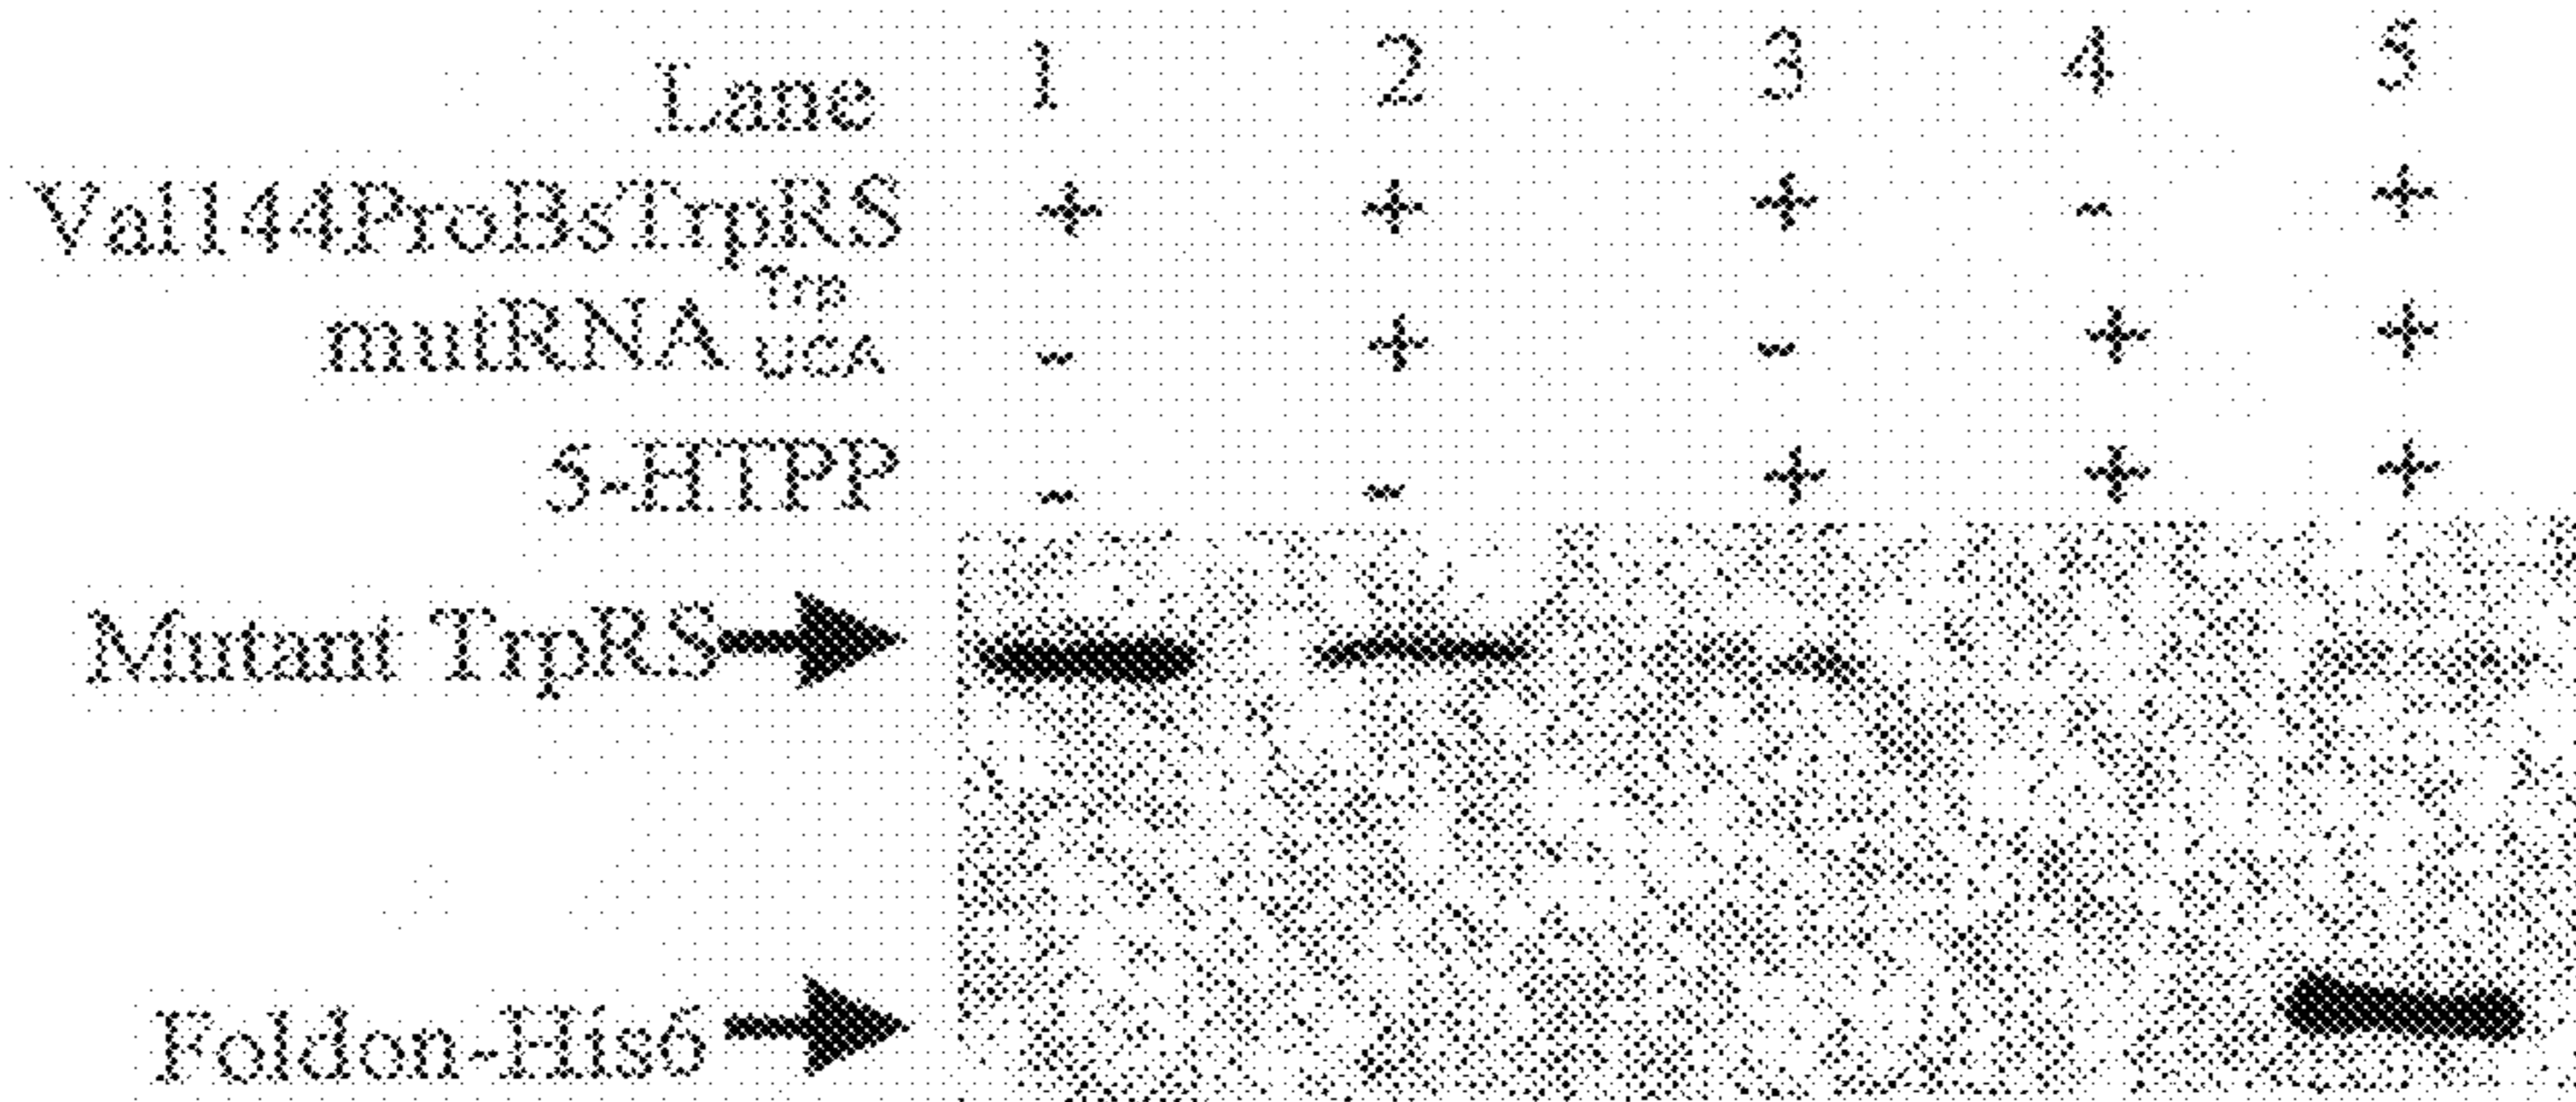 Lane 1 2 3 4 5
Val144ProBsTrpRS + + + - +
mutRNA Trp UCA - + - + +
5-HTPP - - + + +
Mutant TrpRS
Foldon-His6